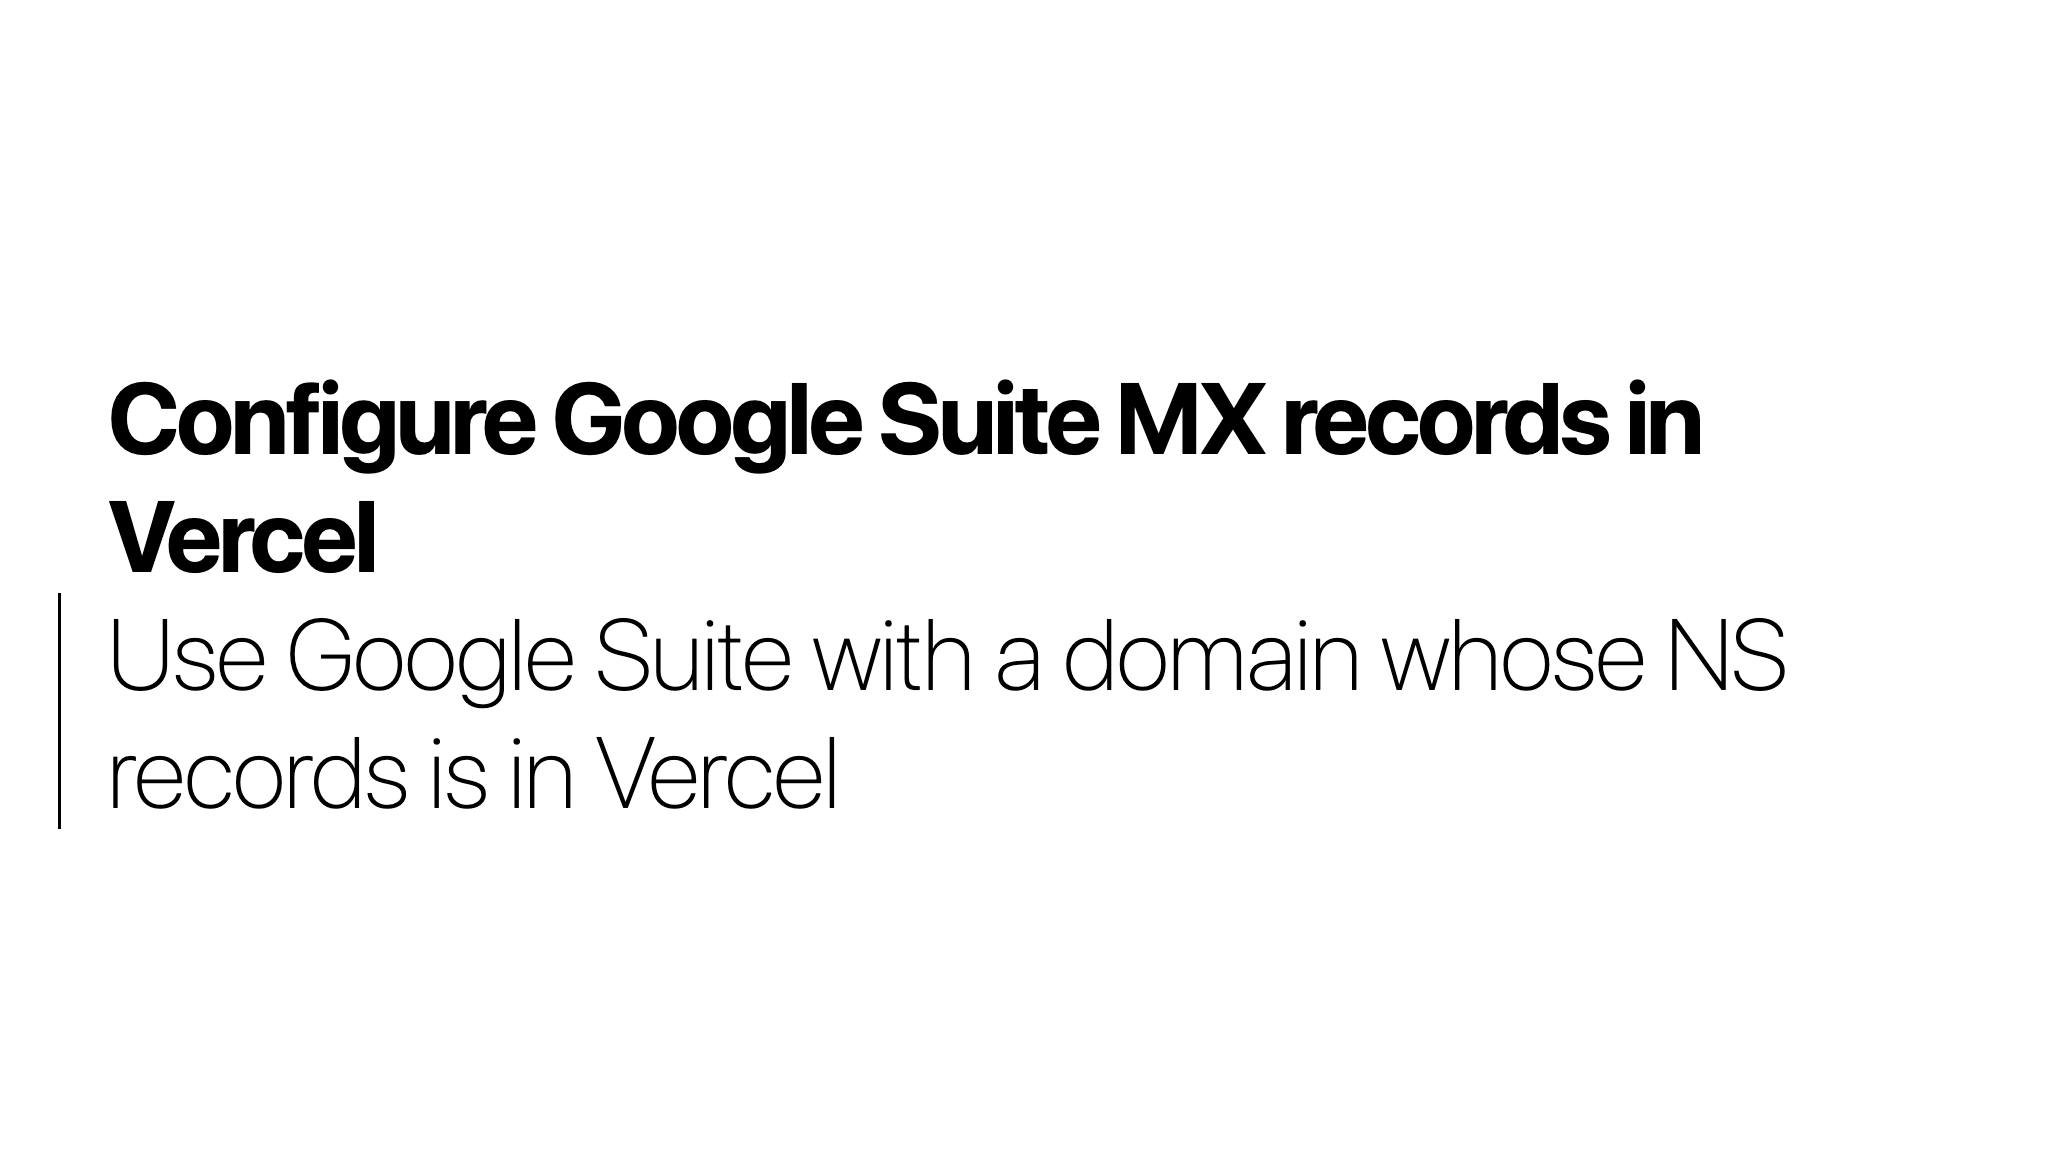 Configure Google Suite MX records in
Vercel
Use Google Suite with a domain whose NS
records is in Vercel